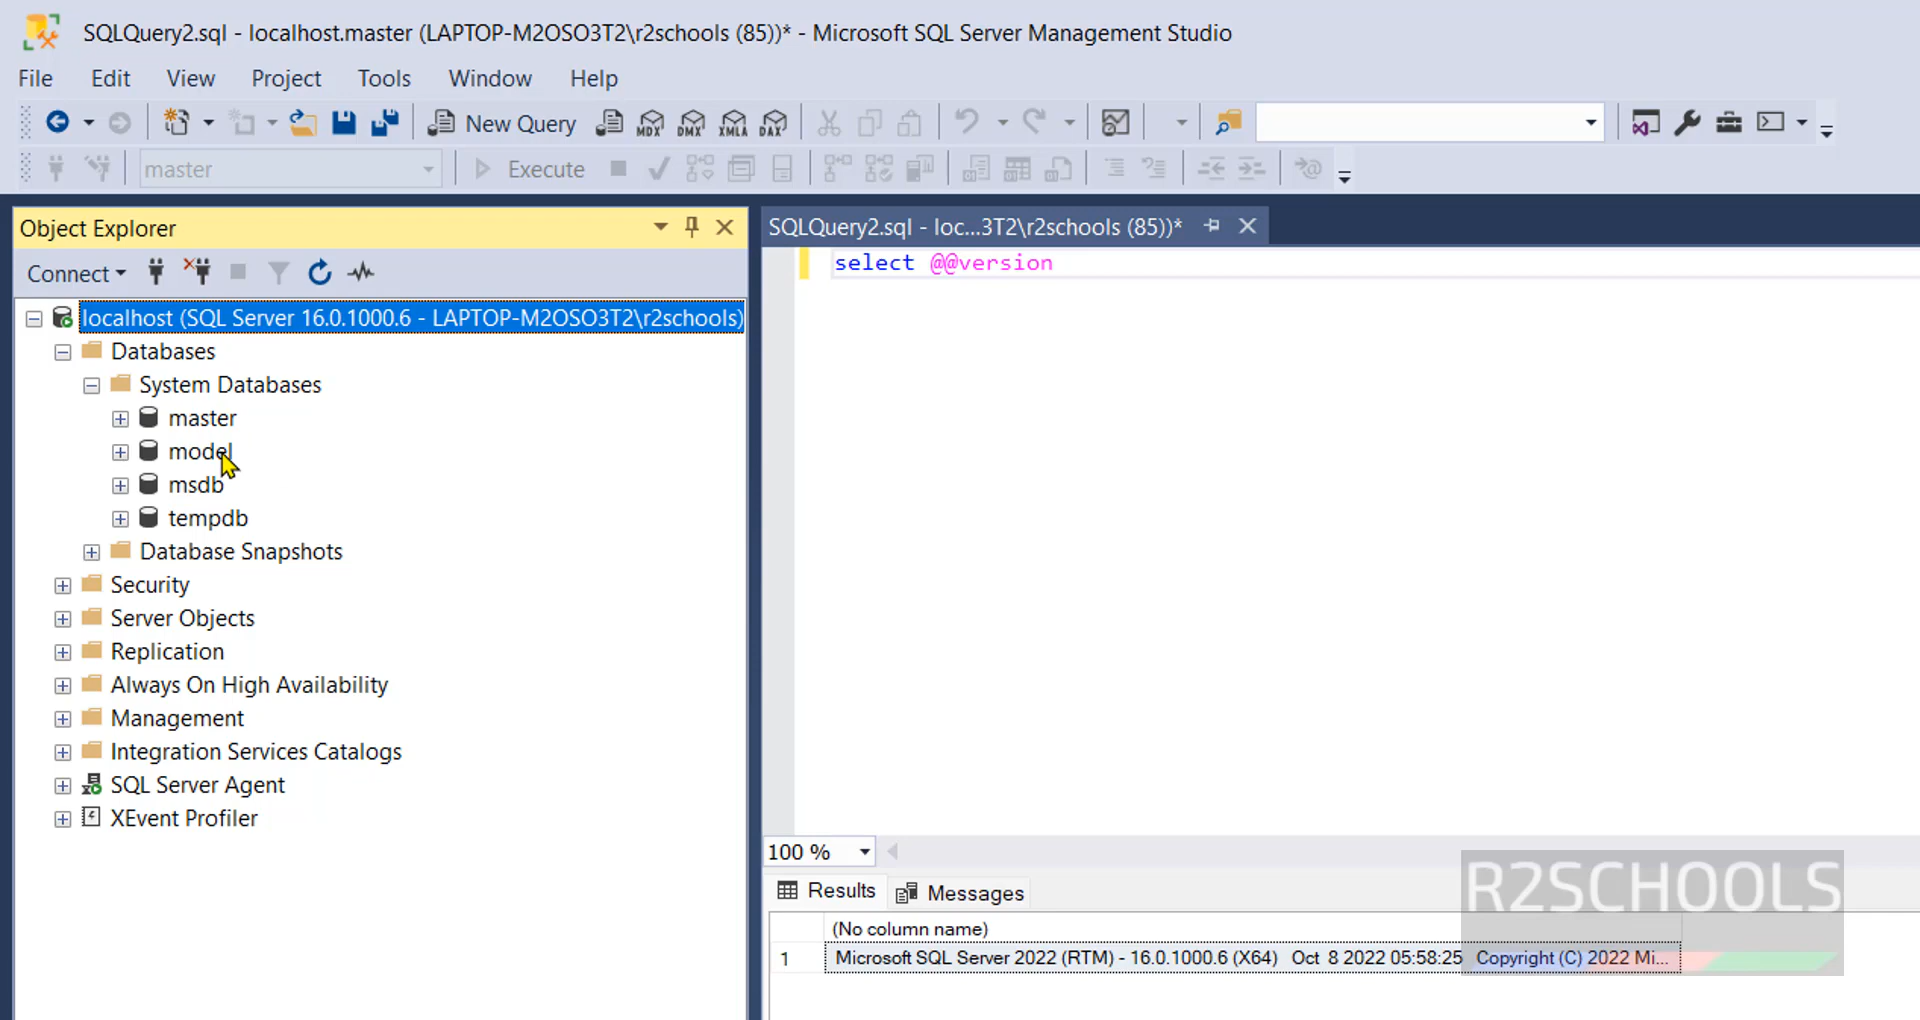 SQLQuery2.sql - localhost.master (LAPTOP-M2OSO3T2\r2schools (85))* - Microsoft SQL Server Management Studio
File Edit View Project Tools Window Help
New Query MDX DMX XMLA DAX
master Execute
Object Explorer
Connect
localhost (SQL Server 16.0.1000.6 - LAPTOP-M2OSO3T2\r2schools)
Databases
System Databases
master
model
msdb
tempdb
Database Snapshots
Security
Server Objects
Replication
Always On High Availability
Management
Integration Services Catalogs
SQL Server Agent
XEvent Profiler
SQLQuery2.sql - loc...3T2\r2schools (85))*
select @@version
100 %
Results Messages
(No column name)
1 Microsoft SQL Server 2022 (RTM) - 16.0.1000.6 (X64) Oct 8 2022 05:58:25 Copyright (C) 2022 Mi...
R2SCHOOLS